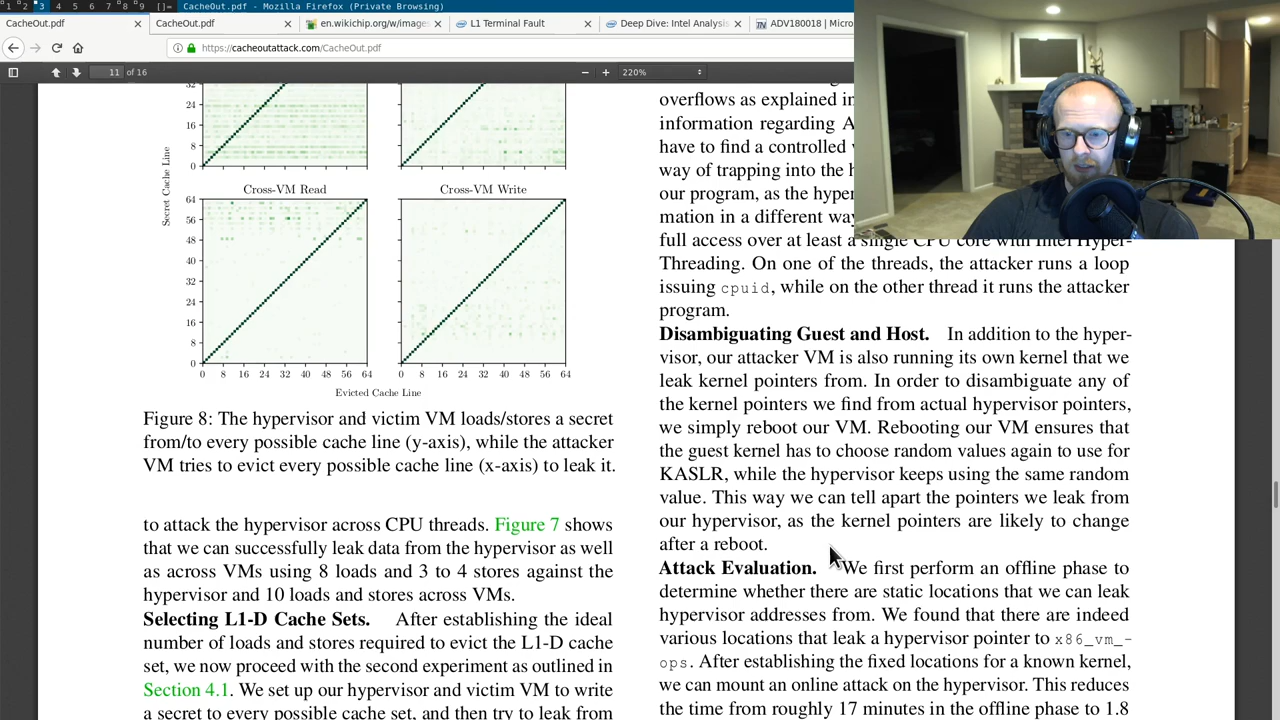 1 2 3 4 5 6 7 8 9 []= CacheOut.pdf - Mozilla Firefox (Private Browsing)
CacheOut.pdf
CacheOut.pdf
en.wikichip.org/w/image
L1 Terminal Fault
Deep Dive: Intel Analysis
ADV180018 | Micro
https://cacheoutattack.com/CacheOut.pdf
11 of 16
220%
32
24
16
8
0
Cross-VM Read
Cross-VM Write
Secret Cache Line
64
56
48
40
32
24
16
8
0
0 8 16 24 32 40 48 56 64
0 8 16 24 32 40 48 56 64
Evicted Cache Line
Figure 8: The hypervisor and victim VM loads/stores a secret
from/to every possible cache line (y-axis), while the attacker
VM tries to evict every possible cache line (x-axis) to leak it.
to attack the hypervisor across CPU threads. Figure 7 shows
that we can successfully leak data from the hypervisor as well
as across VMs using 8 loads and 3 to 4 stores against the
hypervisor and 10 loads and stores across VMs.
Selecting L1-D Cache Sets. After establishing the ideal
number of loads and stores required to evict the L1-D cache
set, we now proceed with the second experiment as outlined in
Section 4.1. We set up our hypervisor and victim VM to write
a secret to every possible cache set, and then try to leak from
overflows as explained in
information regarding A
have to find a controlled
way of trapping into the h
our program, as the hyper
mation in a different way
full access over at least a single CPU core with Intel Hyper-
Threading. On one of the threads, the attacker runs a loop
issuing cpuid, while on the other thread it runs the attacker
program.
Disambiguating Guest and Host. In addition to the hyper-
visor, our attacker VM is also running its own kernel that we
leak kernel pointers from. In order to disambiguate any of
the kernel pointers we find from actual hypervisor pointers,
we simply reboot our VM. Rebooting our VM ensures that
the guest kernel has to choose random values again to use for
KASLR, while the hypervisor keeps using the same random
value. This way we can tell apart the pointers we leak from
our hypervisor, as the kernel pointers are likely to change
after a reboot.
Attack Evaluation. We first perform an offline phase to
determine whether there are static locations that we can leak
hypervisor addresses from. We found that there are indeed
various locations that leak a hypervisor pointer to x86_vm_-
ops. After establishing the fixed locations for a known kernel,
we can mount an online attack on the hypervisor. This reduces
the time from roughly 17 minutes in the offline phase to 1.8